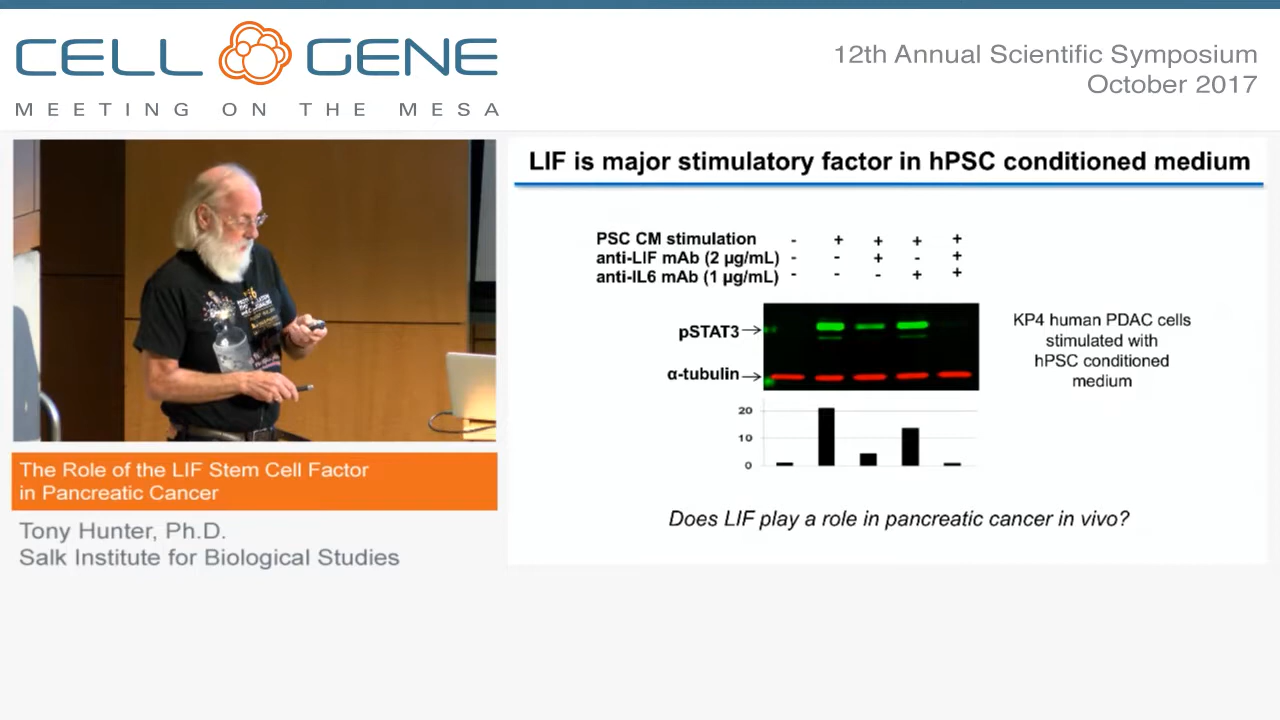 CELL GENE
MEETING ON THE MESA
12th Annual Scientific Symposium
October 2017
LIF is major stimulatory factor in hPSC conditioned medium
PSC CM stimulation - + + + +
anti-LIF mAb (2 µg/mL) - - + - +
anti-IL6 mAb (1 µg/mL) - - - + +
pSTAT3
α-tubulin
KP4 human PDAC cells
stimulated with
hPSC conditioned
medium
20
10
0
Does LIF play a role in pancreatic cancer in vivo?
The Role of the LIF Stem Cell Factor
in Pancreatic Cancer
Tony Hunter, Ph.D.
Salk Institute for Biological Studies